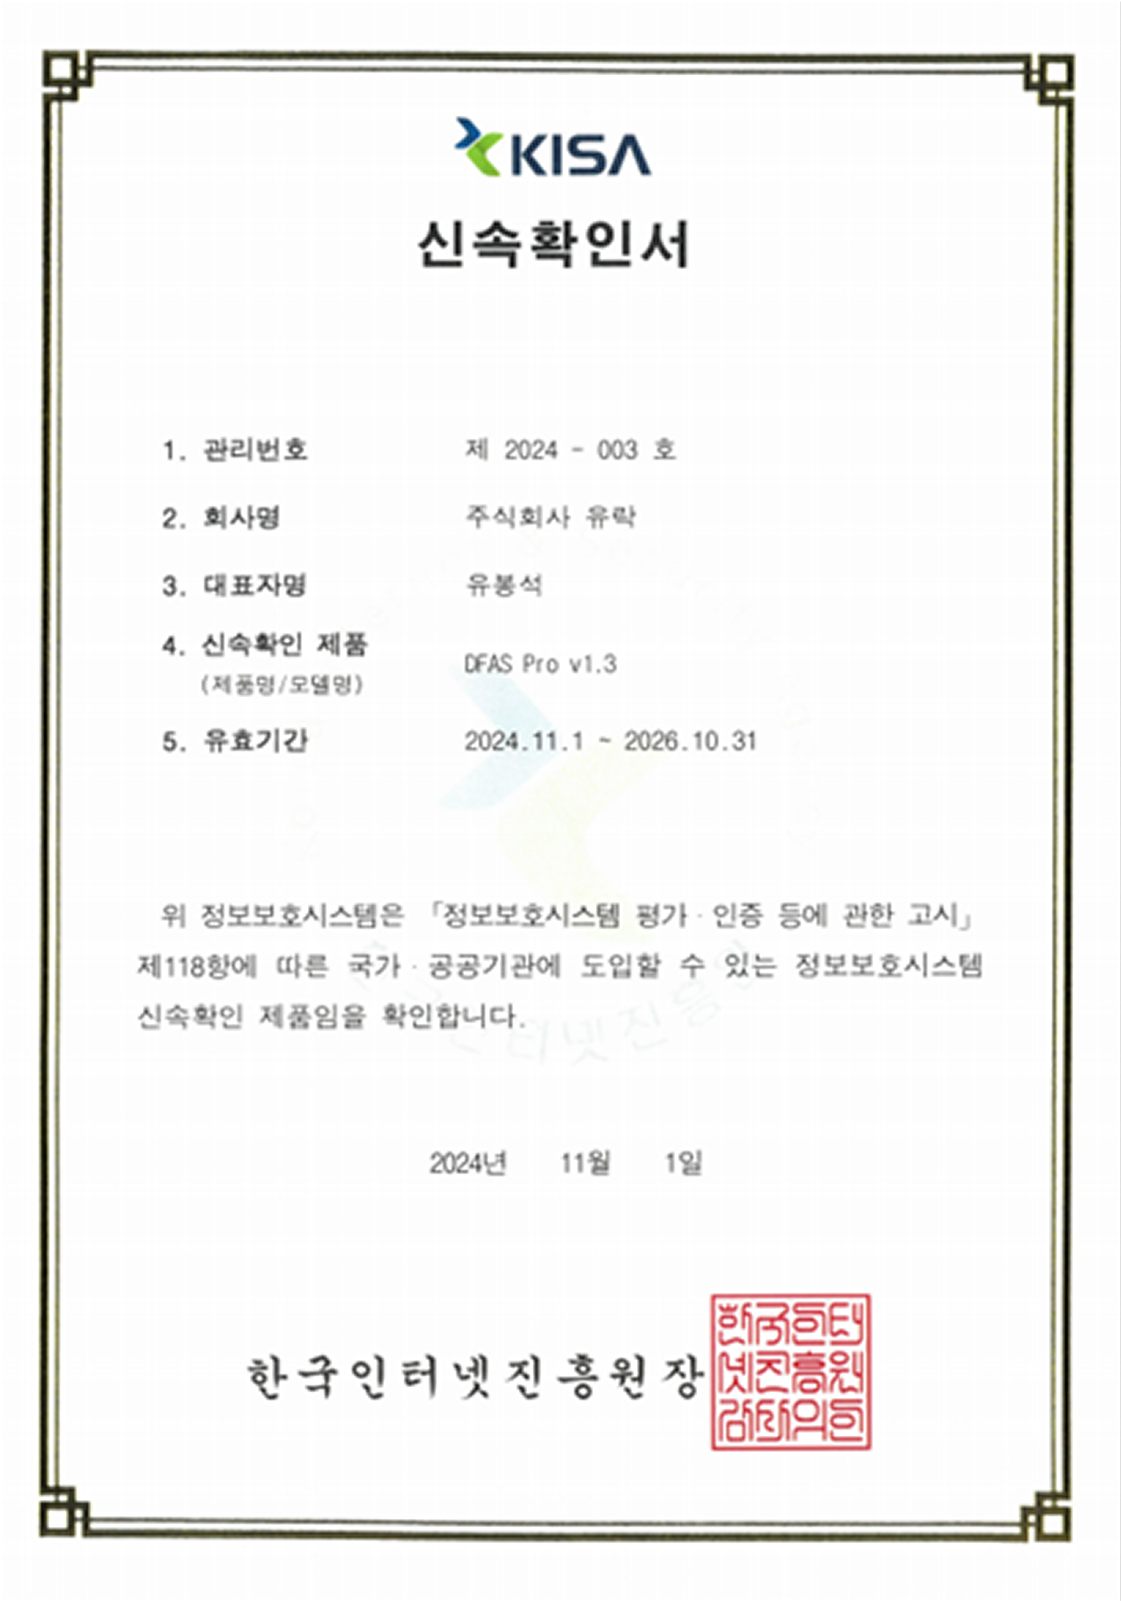 KISA
신속확인서
1. 관리번호 제 2024 - 003 호
2. 회사명 주식회사 유락
3. 대표자명 유봉석
4. 신속확인 제품
(제품명/모델명) DFAS Pro v1.3
5. 유효기간 2024.11.1 ~ 2026.10.31
위 정보보호시스템은 「정보보호시스템 평가·인증 등에 관한 고시」
제118항에 따른 국가·공공기관에 도입할 수 있는 정보보호시스템
신속확인 제품임을 확인합니다.
2024년 11월 1일
한국인터넷진흥원장
한국인터
넷진흥원
장의인